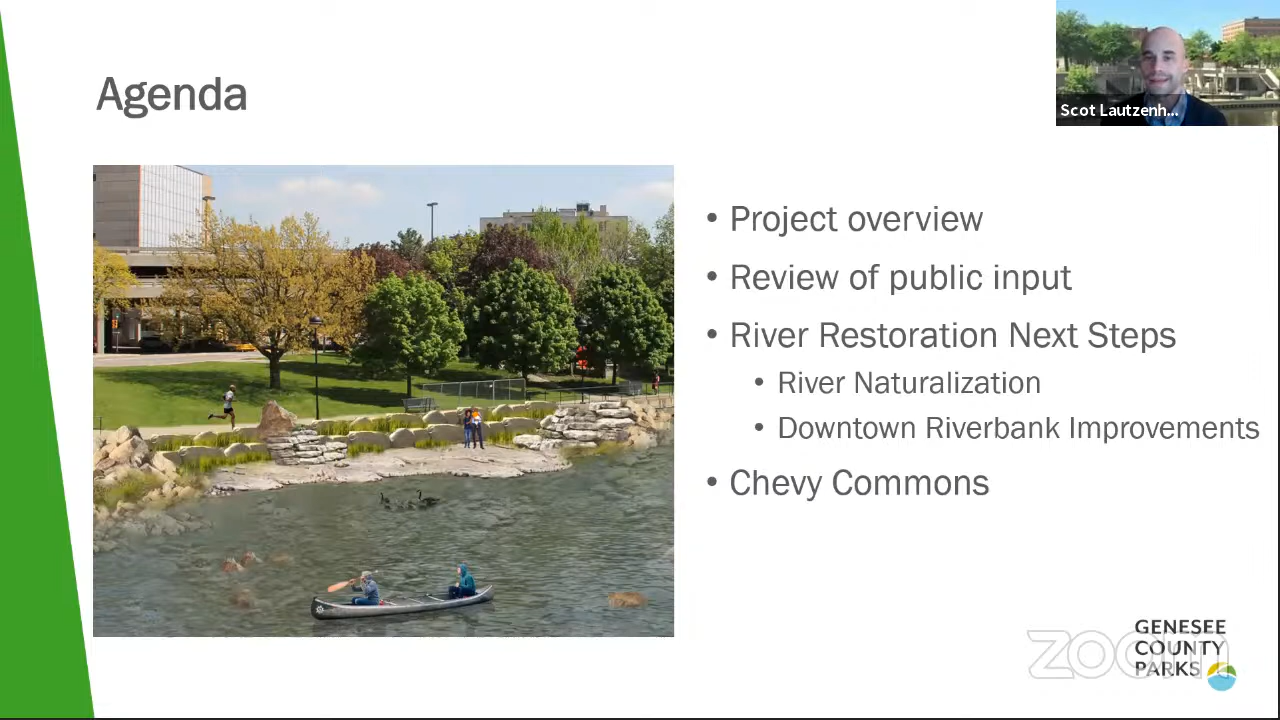 Agenda
Scot Lautzenh...
• Project overview
• Review of public input
• River Restoration Next Steps
• River Naturalization
• Downtown Riverbank Improvements
• Chevy Commons
GENESEE
COUNTY
PARKS
zoom